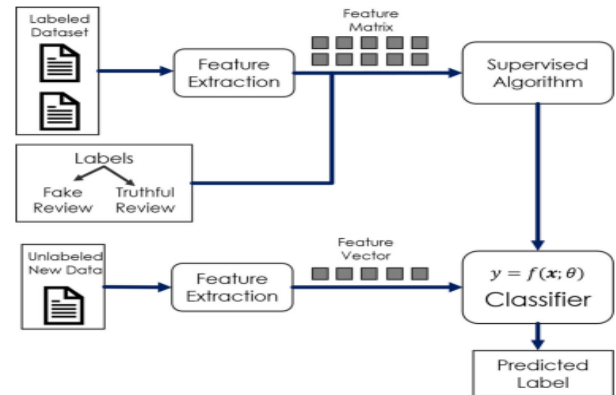 Labeled
Dataset
Feature
Extraction
Feature
Matrix
Supervised
Algorithm
Labels
Fake
Review
Truthful
Review
Unlabeled
New Data
Feature
Extraction
Feature
Vector
y = f(x; θ)
Classifier
Predicted
Label